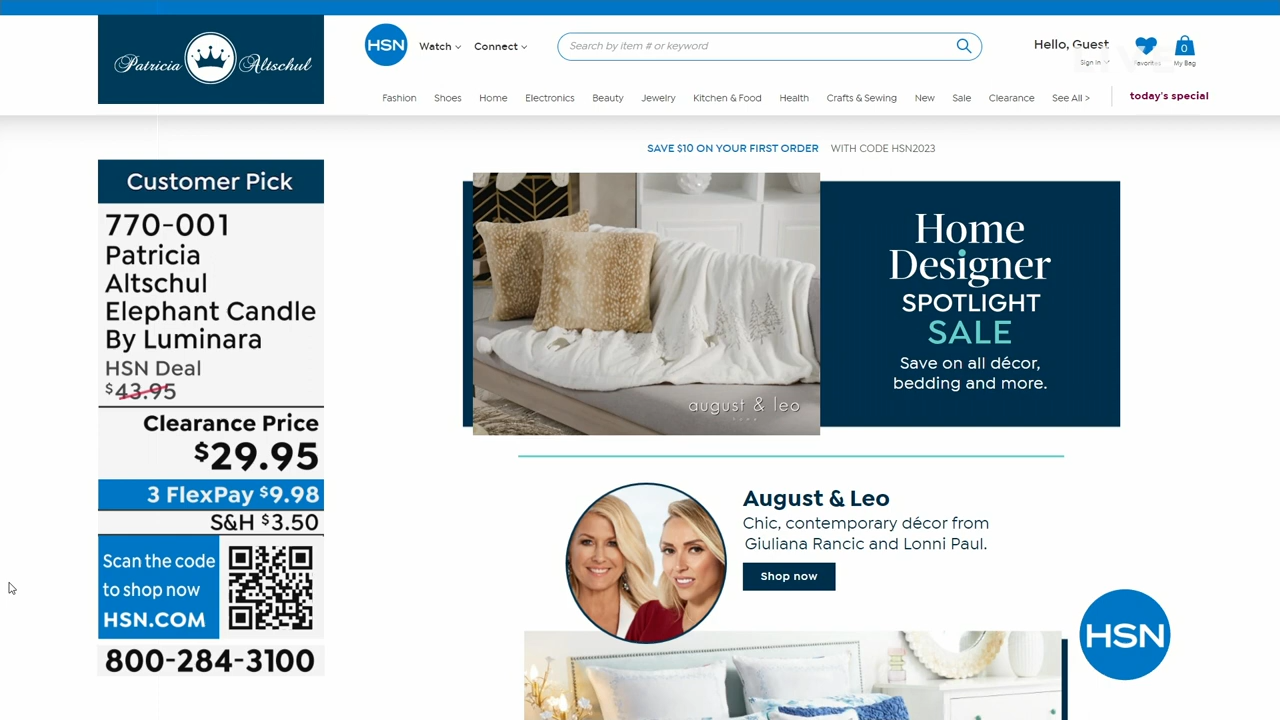 Patricia Altschul
HSN
Watch
Connect
Search by item # or keyword
Hello, Guest
Sign In
Favorites
0
My Bag
Fashion
Shoes
Home
Electronics
Beauty
Jewelry
Kitchen & Food
Health
Crafts & Sewing
New
Sale
Clearance
See All >
today's special
SAVE $10 ON YOUR FIRST ORDER WITH CODE HSN2023
Customer Pick
770-001
Patricia
Altschul
Elephant Candle
By Luminara
HSN Deal
$43.95
Clearance Price
$29.95
3 FlexPay $9.98
S&H $3.50
Scan the code
to shop now
HSN.COM
800-284-3100
august & leo
Home
Designer
SPOTLIGHT
SALE
Save on all décor,
bedding and more.
August & Leo
Chic, contemporary décor from
Giuliana Rancic and Lonni Paul.
Shop now
HSN